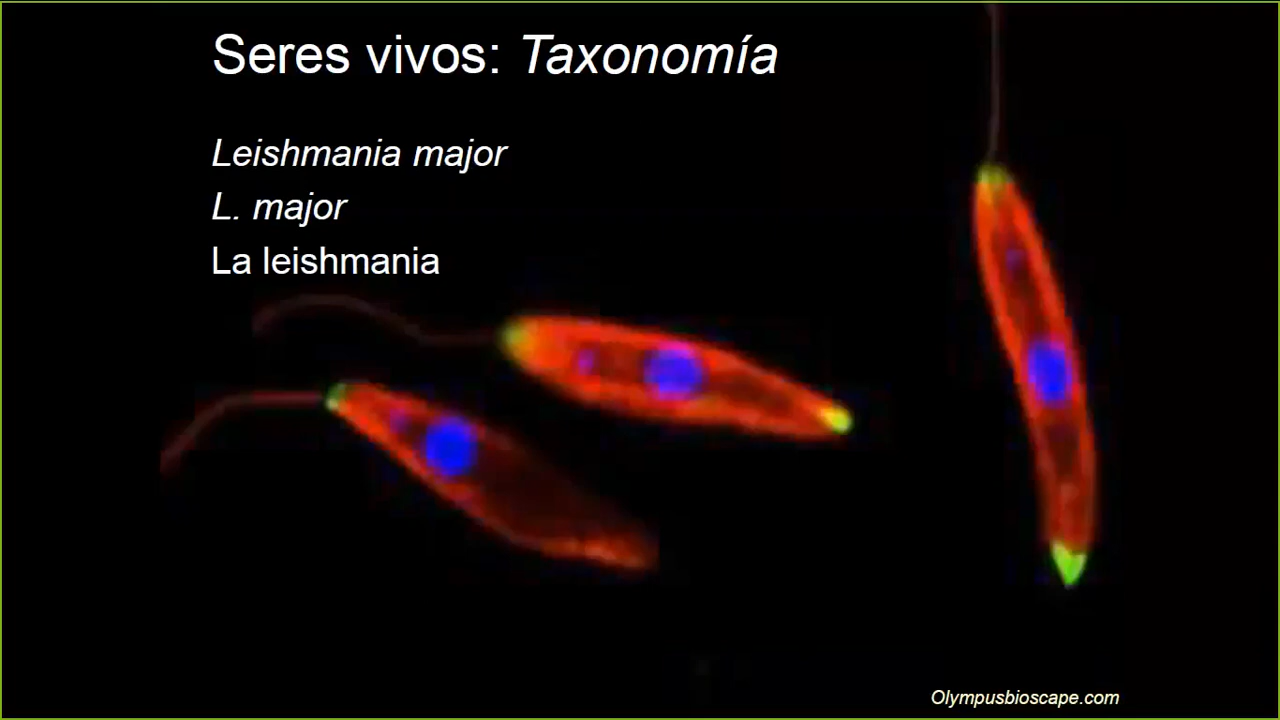 Seres vivos: Taxonomía
Leishmania major
L. major
La leishmania
Olympusbioscape.com